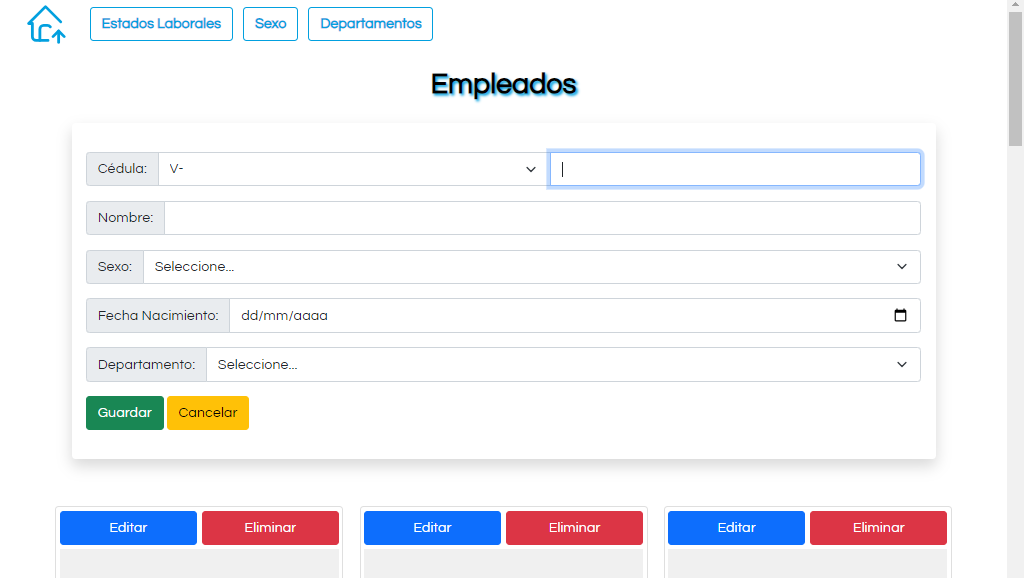 Estados Laborales Sexo Departamentos
Empleados
Cédula: V-
Nombre:
Sexo: Seleccione...
Fecha Nacimiento: dd/mm/aaaa
Departamento: Seleccione...
Guardar Cancelar
Editar Eliminar Editar Eliminar Editar Eliminar